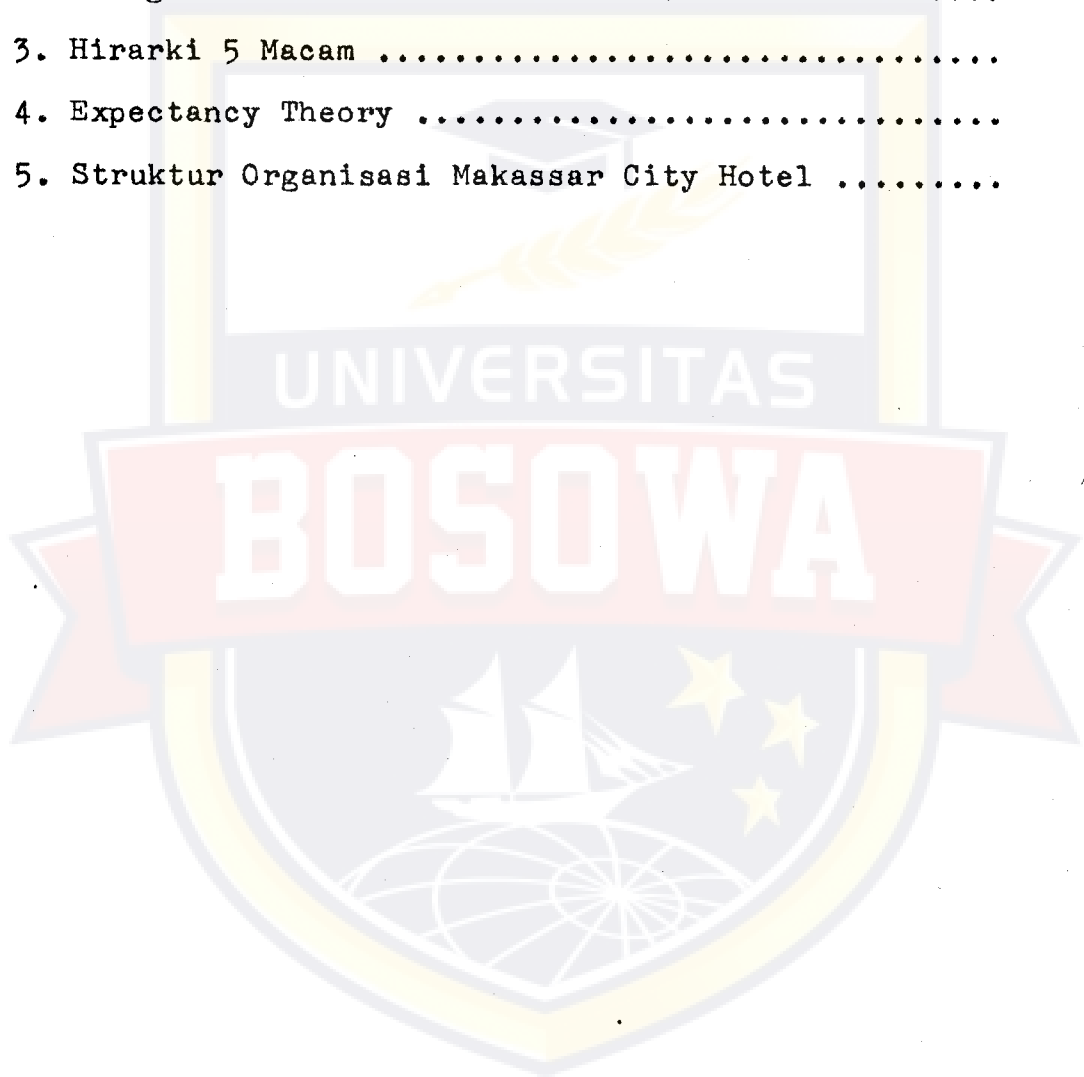 3. Hirarki 5 Macam ................................
4. Expectancy Theory ..............................
5. Struktur Organisasi Makassar City Hotel .........
UNIVERSITAS
BOSOWA